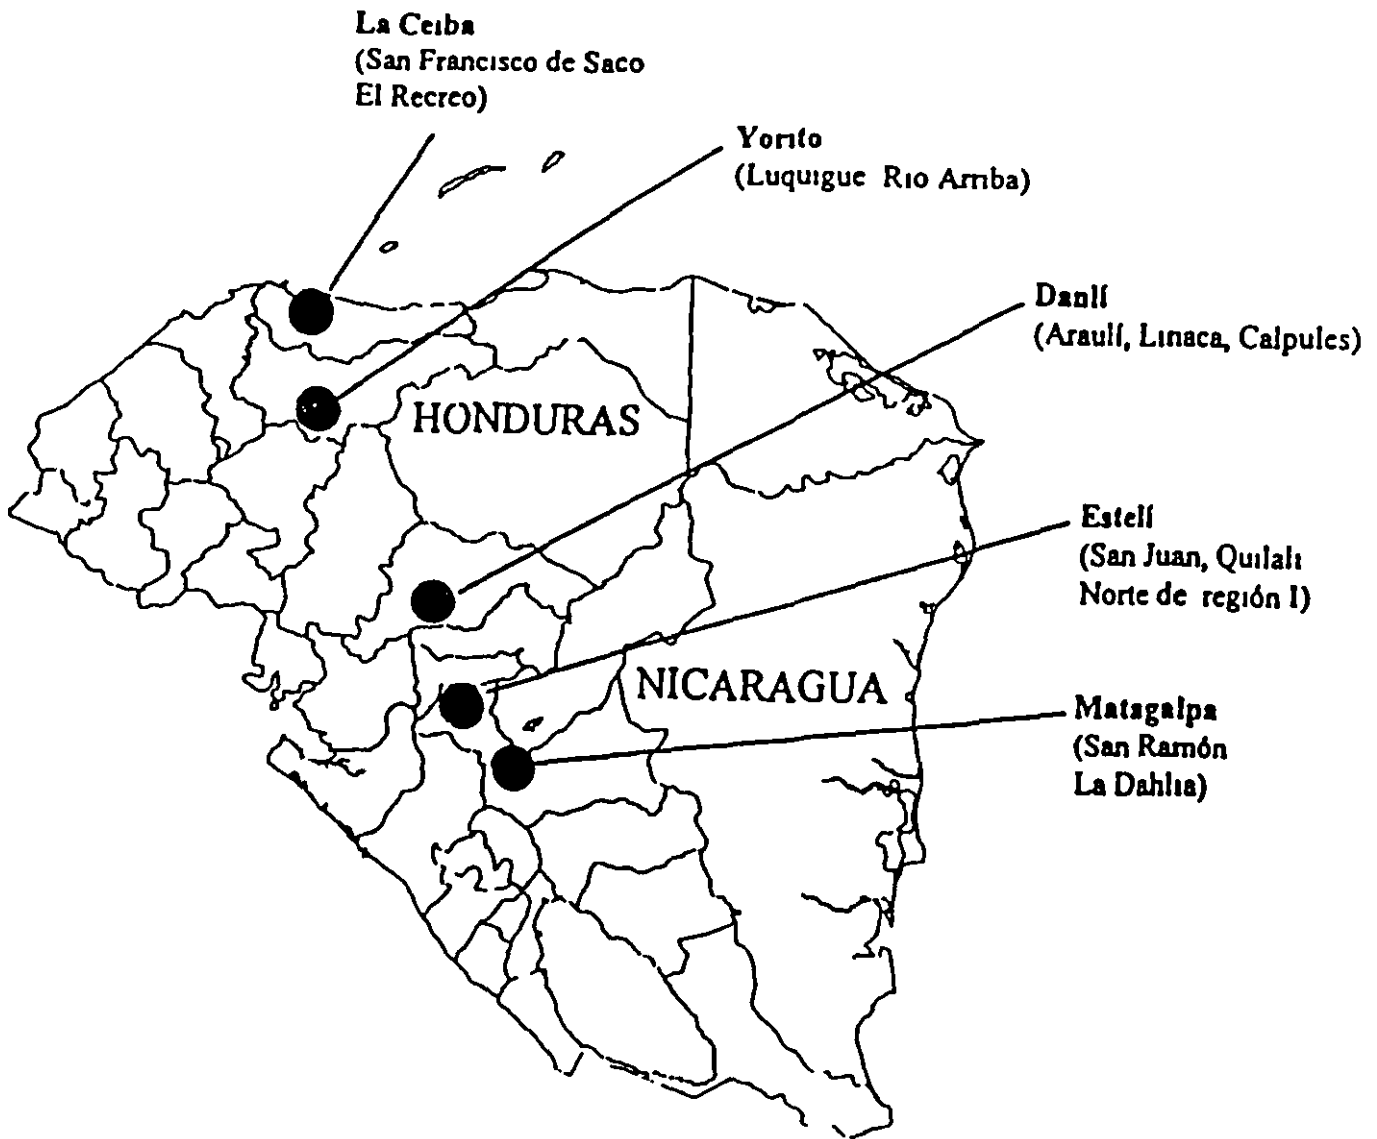 La Ceiba
(San Francisco de Saco
El Recreo)
Yorito
(Luquigue Rio Arriba)
Danlí
(Araulí, Linaca, Calpules)
HONDURAS
Estelí
(San Juan, Quilali
Norte de región I)
NICARAGUA
Matagalpa
(San Ramón
La Dahlia)